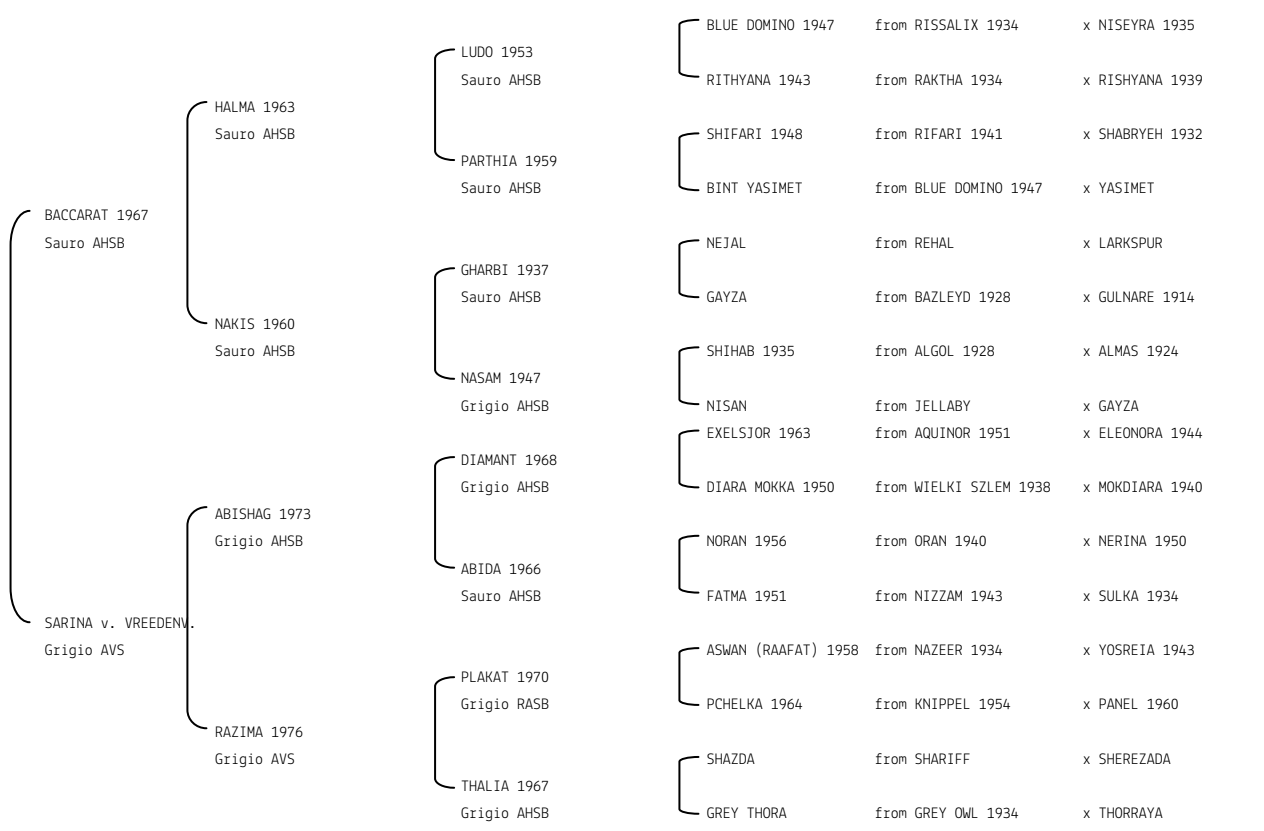 BLUE DOMINO 1947 from RISSALIX 1934 x NISEYRA 1935
LUDO 1953
Sauro AHSB RITHYANA 1943 from RAKTHA 1934 x RISHYANA 1939
HALMA 1963
Sauro AHSB SHIFARI 1948 from RIFARI 1941 x SHABRYEH 1932
PARTHIA 1959
Sauro AHSB BINT YASIMET from BLUE DOMINO 1947 x YASIMET
BACCARAT 1967
Sauro AHSB NEJAL from REHAL x LARKSPUR
GHARBI 1937
Sauro AHSB GAYZA from BAZLEYD 1928 x GULNARE 1914
NAKIS 1960
Sauro AHSB SHIHAB 1935 from ALGOL 1928 x ALMAS 1924
NASAM 1947
Grigio AHSB NISAN from JELLABY x GAYZA
EXELSJOR 1963 from AQUINOR 1951 x ELEONORA 1944
DIAMANT 1968
Grigio AHSB DIARA MOKKA 1950 from WIELKI SZLEM 1938 x MOKDIARA 1940
ABISHAG 1973
Grigio AHSB NORAN 1956 from ORAN 1940 x NERINA 1950
ABIDA 1966
Sauro AHSB FATMA 1951 from NIZZAM 1943 x SULKA 1934
SARINA v. VREEDENV.
Grigio AVS ASWAN (RAAFAT) 1958 from NAZEER 1934 x YOSREIA 1943
PLAKAT 1970
Grigio RASB PCHELKA 1964 from KNIPPEL 1954 x PANEL 1960
RAZIMA 1976
Grigio AVS SHAZDA from SHARIFF x SHEREZADA
THALIA 1967
Grigio AHSB GREY THORA from GREY OWL 1934 x THORRAYA